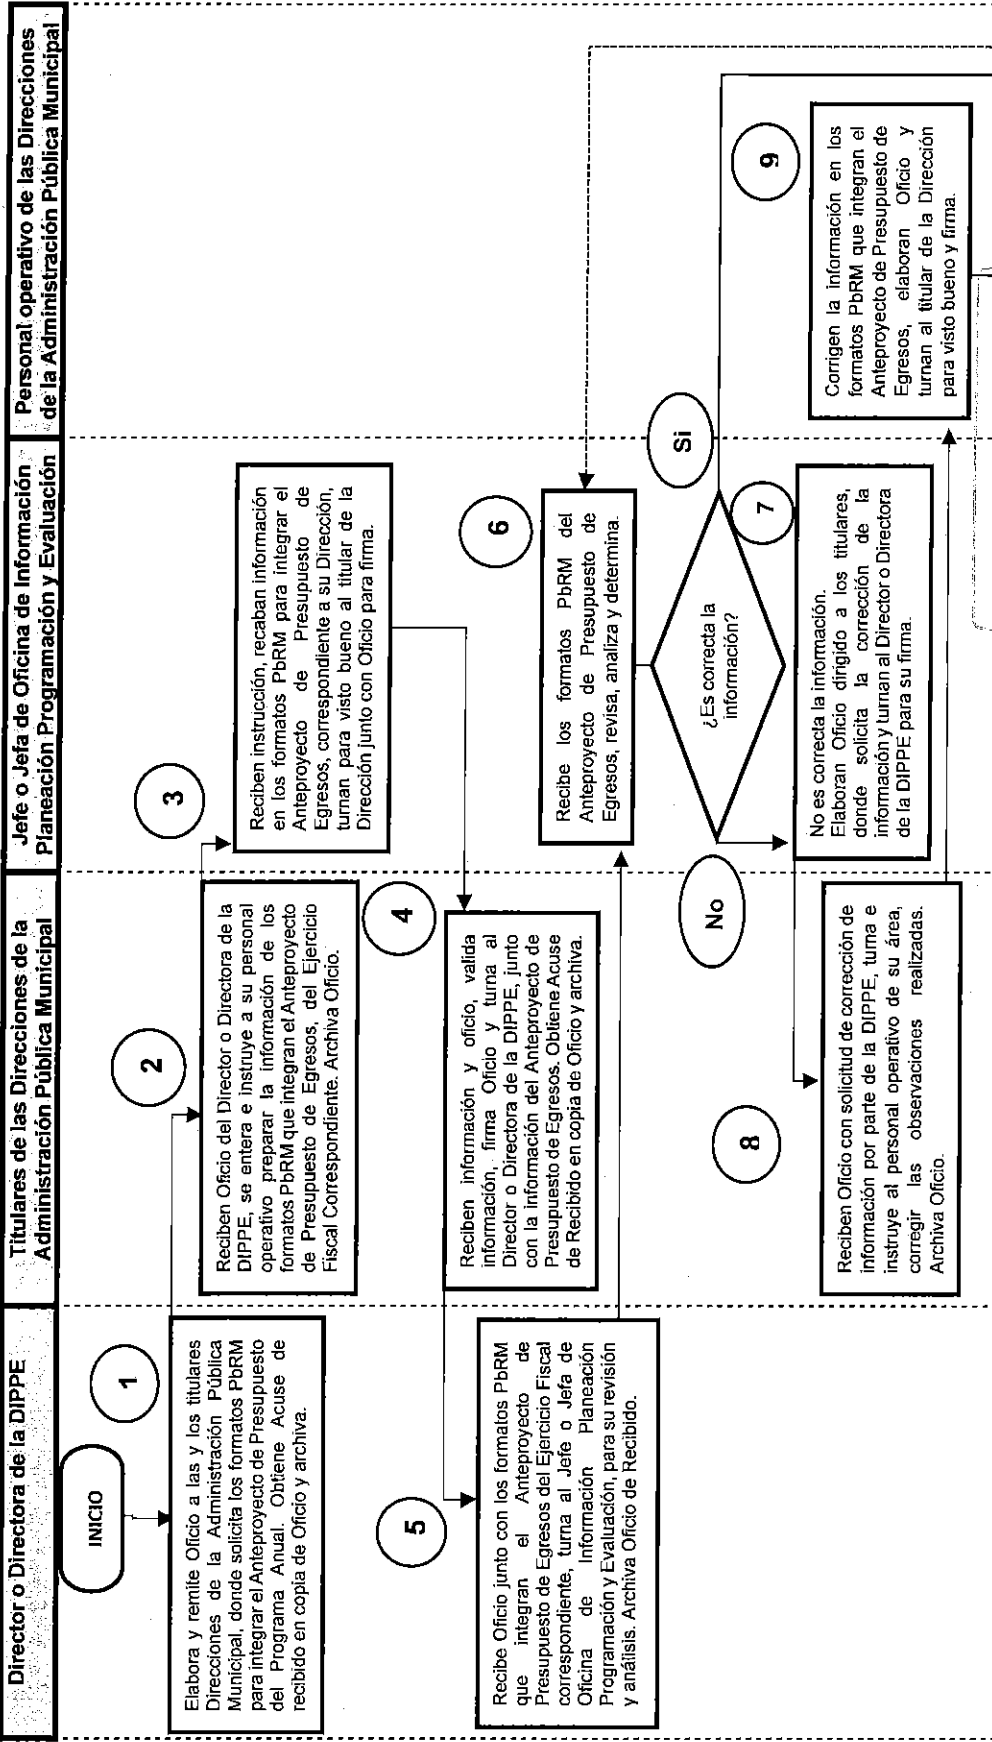 Director o Directora de la DIPPE
Titulares de las Direcciones de la
Administración Pública Municipal
Jefe o Jefa de Oficina de Información
Planeación Programación y Evaluación
Personal operativo de las Direcciones
de la Administración Pública Municipal
INICIO
1
Elabora y remite Oficio a las y los titulares
Direcciones de la Administración Pública
Municipal, donde solicita los formatos PbRM
para integrar el Anteproyecto de Presupuesto
del Programa Anual. Obtiene Acuse de
recibido en copia de Oficio y archiva.
2
Reciben Oficio del Director o Directora de la
DIPPE, se entera e instruye a su personal
operativo prepara la información de los
formatos PbRM que integran el Anteproyecto
de Presupuesto de Egresos, del Ejercicio
Fiscal Correspondiente. Archiva Oficio.
3
Reciben instrucción, recaban información
en los formatos PbRM para integrar el
Anteproyecto de Presupuesto de
Egresos, correspondiente a su Dirección,
turnan para visto bueno al titular de la
Dirección junto con Oficio para firma.
4
Reciben información y oficio, valida
información, firma Oficio y turna al
Director o Directora de la DIPPE, junto
con la información del Anteproyecto de
Presupuesto de Egresos. Obtiene Acuse
de Recibido en copia de Oficio y archiva.
5
Recibe Oficio junto con los formatos PbRM
que integran el Anteproyecto de
Presupuesto de Egresos del Ejercicio Fiscal
correspondiente, turna al Jefe o Jefa de
Oficina de Información Planeación
Programación y Evaluación, para su revisión
y análisis. Archiva Oficio de Recibido.
6
Recibe los formatos PbRM del
Anteproyecto de Presupuesto de
Egresos, revisa, analiza y determina.
¿Es correcta la
información?
Si
No
7
No es correcta la información.
Elaboran Oficio dirigido a los titulares,
donde solicita la corrección de la
información y turnan al Director o Directora
de la DIPPE para su firma.
8
Reciben Oficio con solicitud de corrección de
información por parte de la DIPPE, turna e
instruye al personal operativo de su área,
corregir las observaciones realizadas.
Archiva Oficio.
9
Corrigen la información en los
formatos PbRM que integran el
Anteproyecto de Presupuesto de
Egresos, elaboran Oficio y
turnan al titular de la Dirección
para visto bueno y firma.